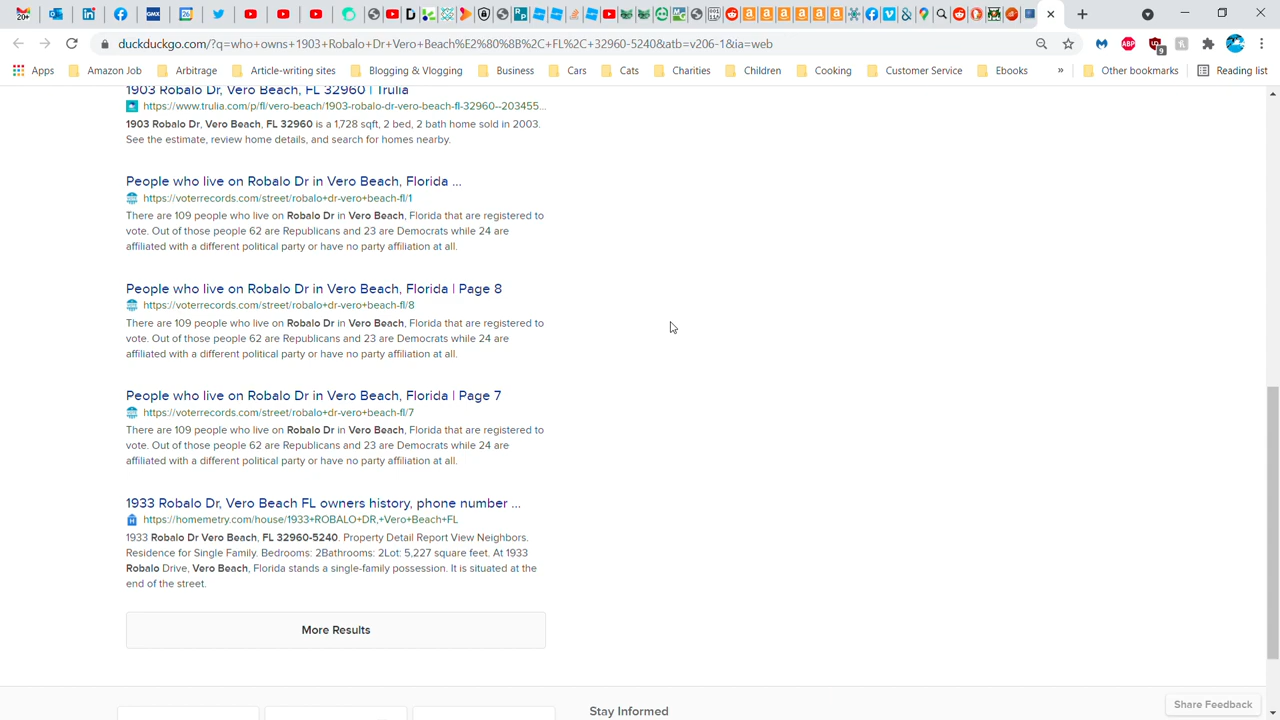 duckduckgo.com/?q=who+owns+1903+Robalo+Dr+Vero+Beach%E2%80%8B%2C+FL%2C+32960-5240&atb=v206-1&ia=web
Apps Amazon Job Arbitrage Article-writing sites Blogging & Vlogging Business Cars Cats Charities Children Cooking Customer Service Ebooks » Other bookmarks Reading list
1903 Robalo Dr, Vero Beach, FL 32960 | Trulia
https://www.trulia.com/p/fl/vero-beach/1903-robalo-dr-vero-beach-fl-32960--203455...
1903 Robalo Dr, Vero Beach, FL 32960 is a 1,728 sqft, 2 bed, 2 bath home sold in 2003.
See the estimate, review home details, and search for homes nearby.
People who live on Robalo Dr in Vero Beach, Florida ...
https://voterrecords.com/street/robalo+dr-vero+beach-fl/1
There are 109 people who live on Robalo Dr in Vero Beach, Florida that are registered to
vote. Out of those people 62 are Republicans and 23 are Democrats while 24 are
affiliated with a different political party or have no party affiliation at all.
People who live on Robalo Dr in Vero Beach, Florida | Page 8
https://voterrecords.com/street/robalo+dr-vero+beach-fl/8
There are 109 people who live on Robalo Dr in Vero Beach, Florida that are registered to
vote. Out of those people 62 are Republicans and 23 are Democrats while 24 are
affiliated with a different political party or have no party affiliation at all.
People who live on Robalo Dr in Vero Beach, Florida | Page 7
https://voterrecords.com/street/robalo+dr-vero+beach-fl/7
There are 109 people who live on Robalo Dr in Vero Beach, Florida that are registered to
vote. Out of those people 62 are Republicans and 23 are Democrats while 24 are
affiliated with a different political party or have no party affiliation at all.
1933 Robalo Dr, Vero Beach FL owners history, phone number ...
https://homemetry.com/house/1933+ROBALO+DR,+Vero+Beach+FL
1933 Robalo Dr Vero Beach, FL 32960-5240. Property Detail Report View Neighbors.
Residence for Single Family. Bedrooms: 2Bathrooms: 2Lot: 5,227 square feet. At 1933
Robalo Drive, Vero Beach, Florida stands a single-family possession. It is situated at the
end of the street.
More Results
Share Feedback
Stay Informed